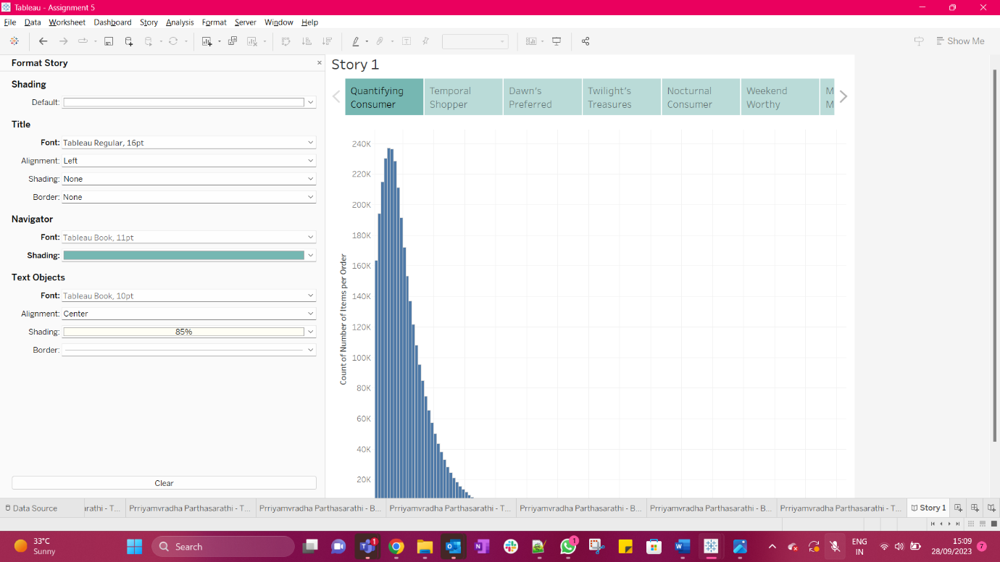 Tableau - Assignment 5
File Data Worksheet Dashboard Story Analysis Format Server Window Help
Show Me
Format Story
Shading
Default:
Title
Font: Tableau Regular, 16pt
Alignment: Left
Shading: None
Border: None
Navigator
Font: Tableau Book, 11pt
Shading:
Text Objects
Font: Tableau Book, 10pt
Alignment: Center
Shading: 85%
Border:
Clear
Story 1
Quantifying
Consumer
Temporal
Shopper
Dawn's
Preferred
Twilight's
Treasures
Nocturnal
Consumer
Weekend
Worthy
M
M
Count of Number of Items per Order
240K
220K
200K
180K
160K
140K
120K
100K
80K
60K
40K
20K
Data Source
arathi - T...
Prriyamvradha Parthasarathi - T...
Prriyamvradha Parthasarathi - B...
Prriyamvradha Parthasarathi - T...
Prriyamvradha Parthasarathi - B...
Prriyamvradha Parthasarathi - B...
Prriyamvradha Parthasarathi - T...
Story 1
33°C
Sunny
Search
1
1
ENG
IN
15:09
28/09/2023
7